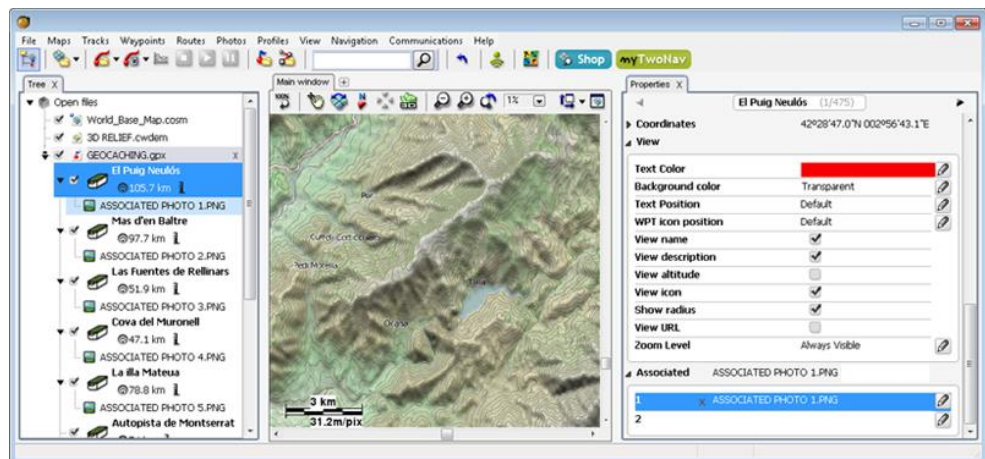 File Maps Tracks Waypoints Routes Photos Profiles View Navigation Communications Help
Shop myTwoNav
Tree X
Open files
World_Base_Map.cosm
3D RELIEF.cwdem
GEOCACHING.gpx x
El Puig Neulós
105.7 km
ASSOCIATED PHOTO 1.PNG
Mas d'en Baltre
97.7 km
ASSOCIATED PHOTO 2.PNG
Las Fuentes de Rellinars
51.9 km
ASSOCIATED PHOTO 3.PNG
Cova del Muronell
47.1 km
ASSOCIATED PHOTO 4.PNG
La illa Mateua
78.8 km
ASSOCIATED PHOTO 5.PNG
Autopista de Montserrat
Main window
100%
1%
3 km
31.2m/pix
Properties X
El Puig Neulós (1/475)
Coordinates 42º28'47.0"N 002º56'43.1"E
View
Text Color
Background color Transparent
Text Position Default
WPT icon position Default
View name
View description
View altitude
View icon
Show radius
View URL
Zoom Level Always Visible
Associated ASSOCIATED PHOTO 1.PNG
1 x ASSOCIATED PHOTO 1.PNG
2